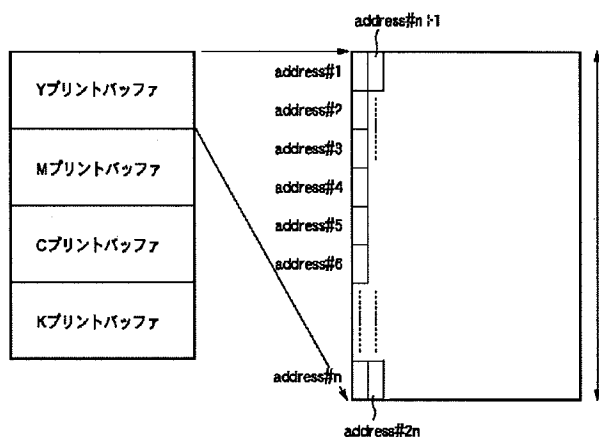 address#n+1
address#1
Yプリントバッファ
address#2
address#3
Mプリントバッファ
address#4
address#5
Cプリントバッファ
address#6
Kプリントバッファ
address#n
address#2n